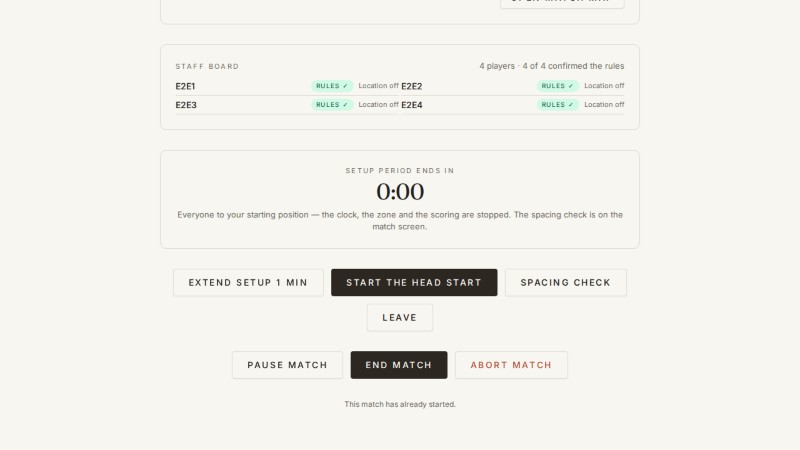 STAFF BOARD
4 players · 4 of 4 confirmed the rules
E2E1 RULES ✓ Location off E2E2 RULES ✓ Location off
E2E3 RULES ✓ Location off E2E4 RULES ✓ Location off
SETUP PERIOD ENDS IN
0:00
Everyone to your starting position — the clock, the zone and the scoring are stopped. The spacing check is on the
match screen.
EXTEND SETUP 1 MIN START THE HEAD START SPACING CHECK
LEAVE
PAUSE MATCH END MATCH ABORT MATCH
This match has already started.